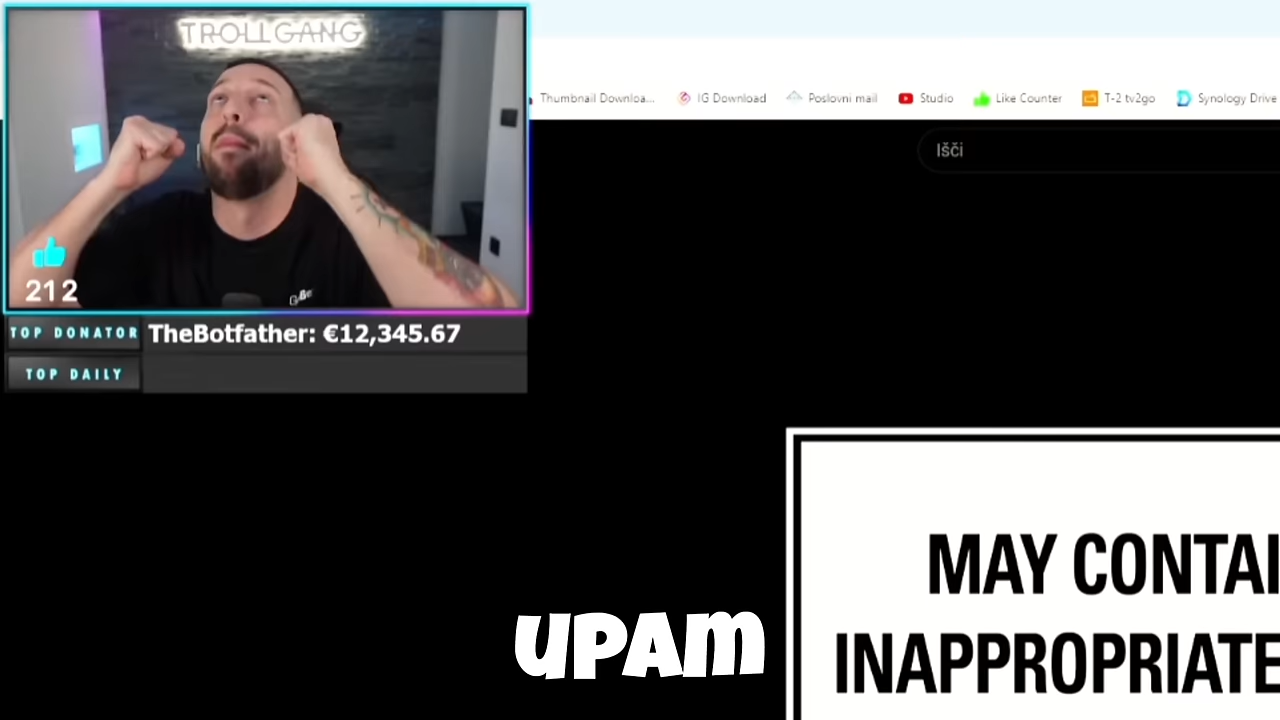 TROLLGANG
Thumbnail Downloa...
IG Download
Poslovni mail
Studio
Like Counter
T-2 tv2go
Synology Drive
Išči
212
TOP DONATOR
TheBotfather: €12,345.67
TOP DAILY
MAY CONTAI
INAPPROPRIATE
UPAM